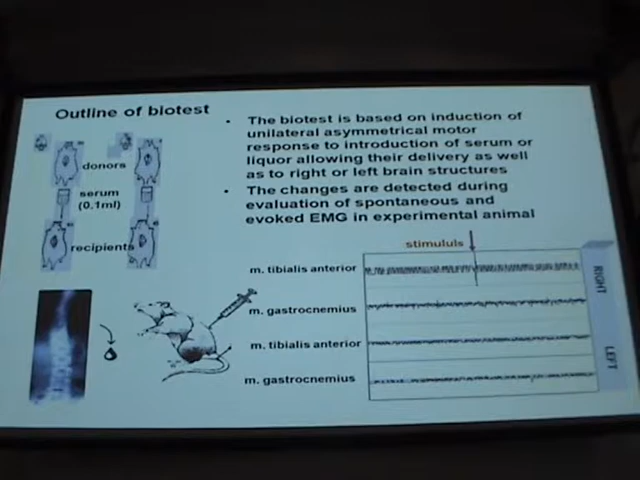 Outline of biotest
• The biotest is based on induction of
unilateral asymmetrical motor
response to introduction of serum or
liquor allowing their delivery as well
as to right or left brain structures
• The changes are detected during
evaluation of spontaneous and
evoked EMG in experimental animal
donors
serum
(0.1ml)
recipients
stimululs
m. tibialis anterior
m. gastrocnemius
m. tibialis anterior
m. gastrocnemius
RIGHT
LEFT